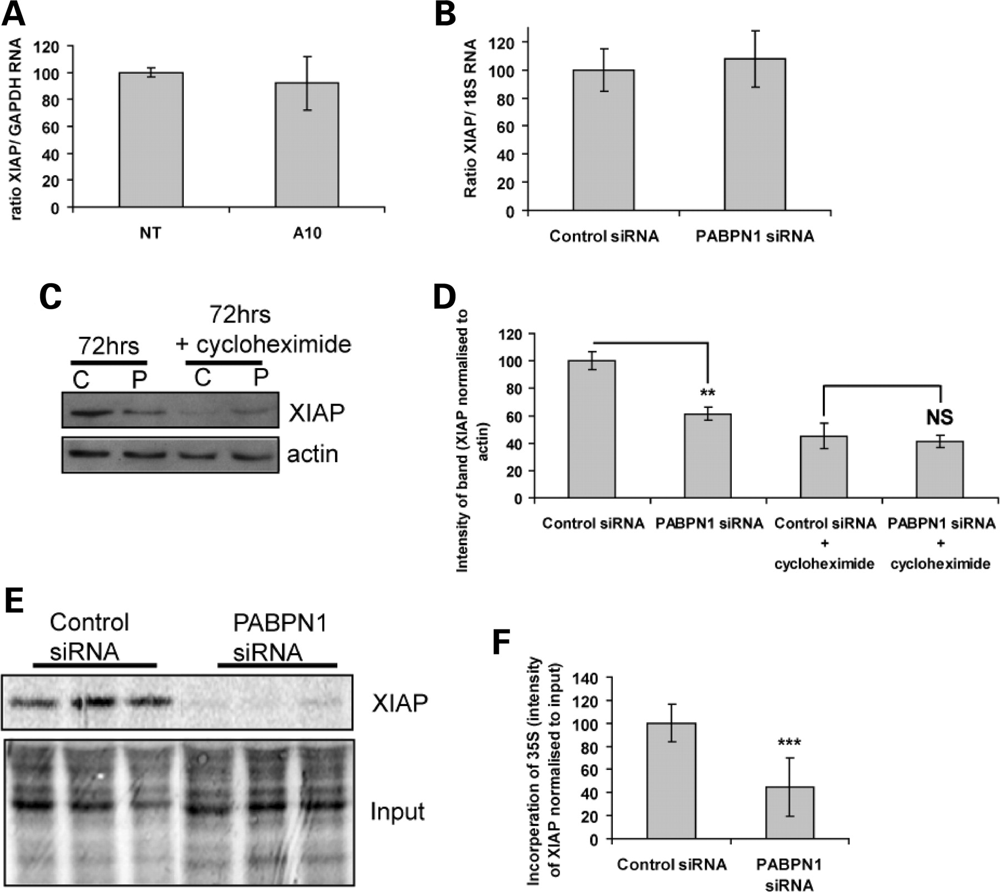 A
ratio XIAP/ GAPDH RNA
120
100
80
60
40
20
0
NT
A10
B
Ratio XIAP/ 18S RNA
120
100
80
60
40
20
0
Control siRNA
PABPN1 siRNA
C
72hrs
72hrs
+ cycloheximide
C
P
C
P
XIAP
actin
D
Intensity of band (XIAP normalised to
actin)
120
100
80
60
40
20
0
**
NS
Control siRNA
PABPN1 siRNA
Control siRNA
+
cycloheximide
PABPN1 siRNA
+
cycloheximide
E
Control
siRNA
PABPN1
siRNA
XIAP
Input
F
Incorperation of 35S (intensity
of XIAP normalised to input)
140
120
100
80
60
40
20
0
***
Control siRNA
PABPN1
siRNA